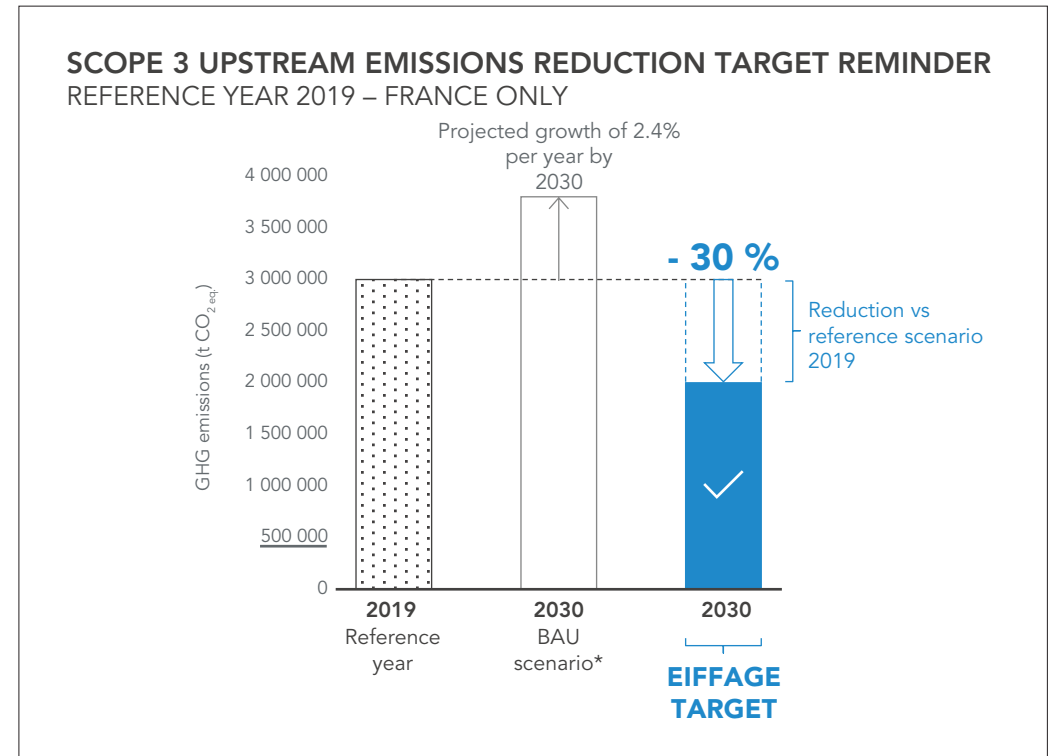 SCOPE 3 UPSTREAM EMISSIONS REDUCTION TARGET REMINDER
REFERENCE YEAR 2019 – FRANCE ONLY
Projected growth of 2.4%
per year by
2030
GHG emissions (t CO2 eq.)
4 000 000
3 500 000
3 000 000
2 500 000
2 000 000
1 500 000
1 000 000
500 000
0
- 30 %
Reduction vs
reference scenario
2019
2019
Reference
year
2030
BAU
scenario*
2030
EIFFAGE
TARGET